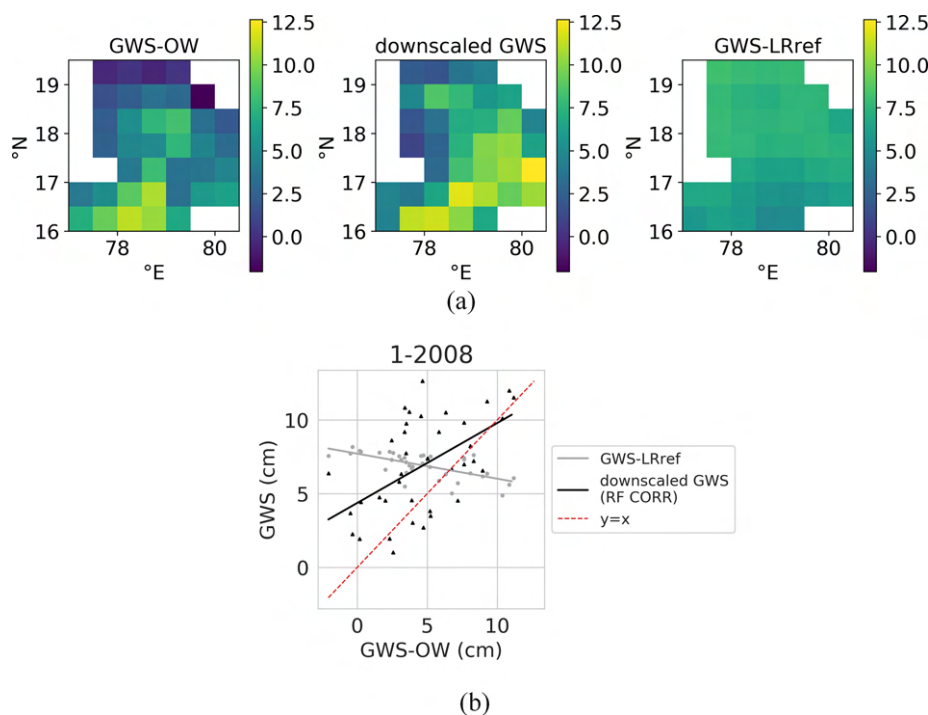 GWS-OW
19
18
17
16
°N
78
80
°E
12.5
10.0
7.5
5.0
2.5
0.0
downscaled GWS
19
18
17
16
°N
78
80
°E
12.5
10.0
7.5
5.0
2.5
0.0
GWS-LRref
19
18
17
16
°N
78
80
°E
12.5
10.0
7.5
5.0
2.5
0.0
(a)
1-2008
10
5
0
GWS (cm)
0
5
10
GWS-OW (cm)
GWS-LRref
downscaled GWS
(RF CORR)
y=x
(b)